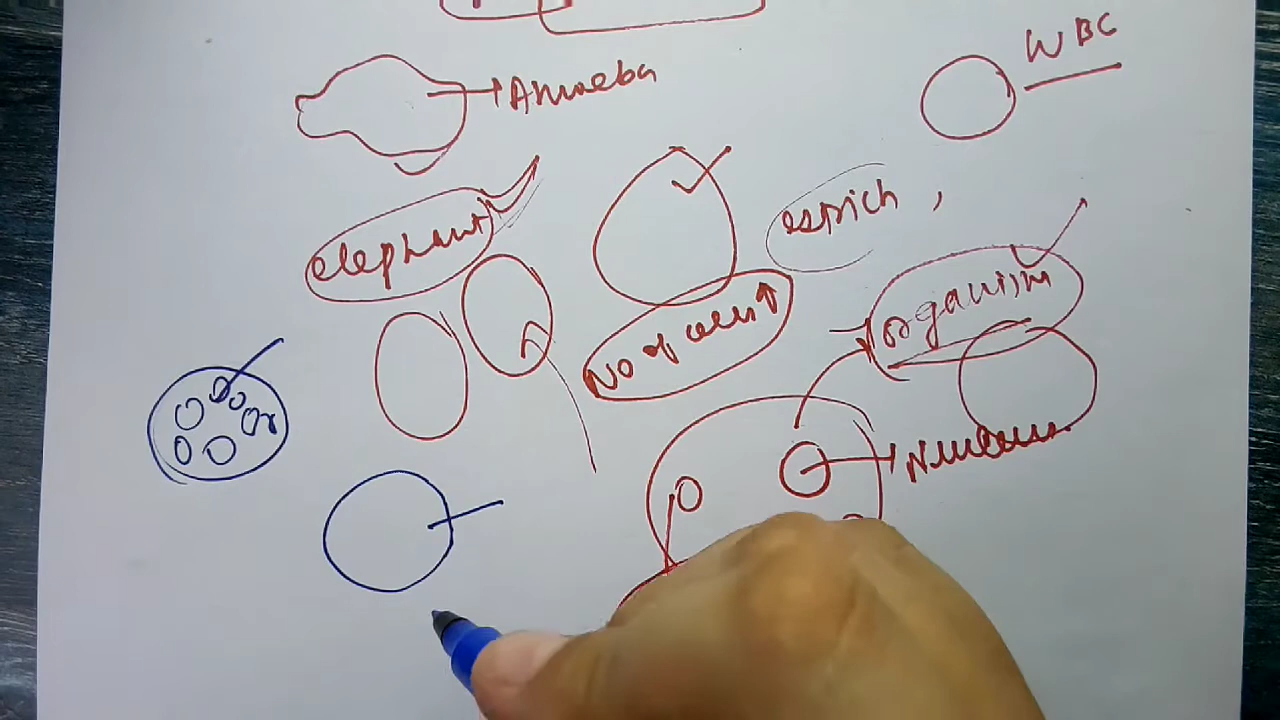 WBC
Amoeba
elephant
ostrich,
No of cells↑
organism
Nucleus